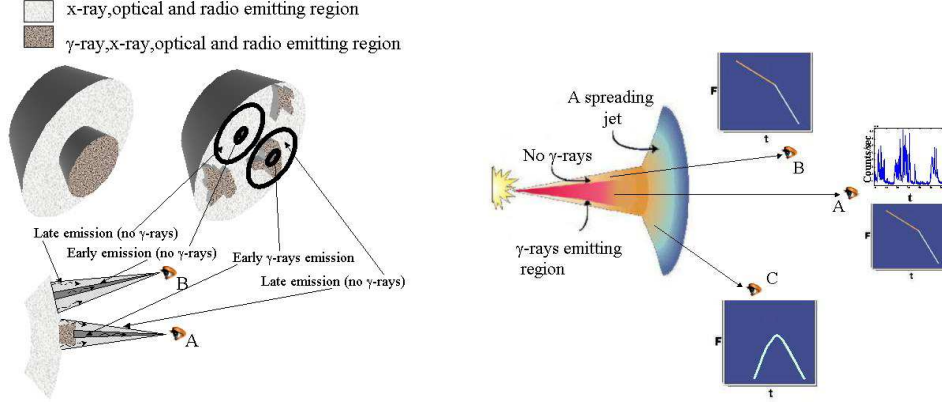 x-ray,optical and radio emitting region
γ-ray,x-ray,optical and radio emitting region
Late emission (no γ-rays)
Early emission (no γ-rays)
Early γ-rays emission
Late emission (no γ-rays)
B
A
A spreading
jet
No γ-rays
γ-rays emitting
region
F
t
B
A
C
Counts/sec
t
F
t
F
t